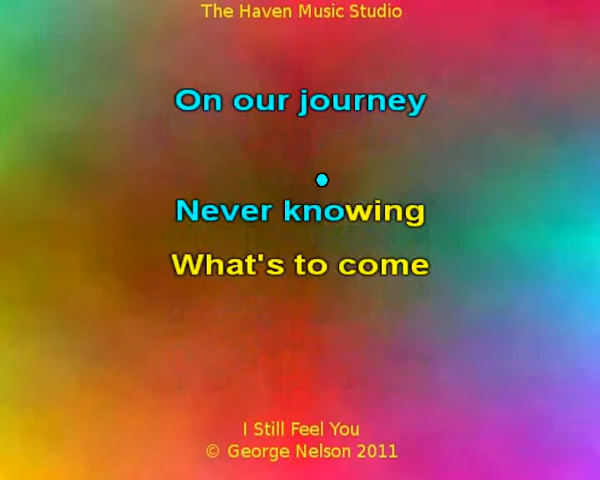 The Haven Music Studio
On our journey
Never knowing
What's to come
I Still Feel You
© George Nelson 2011